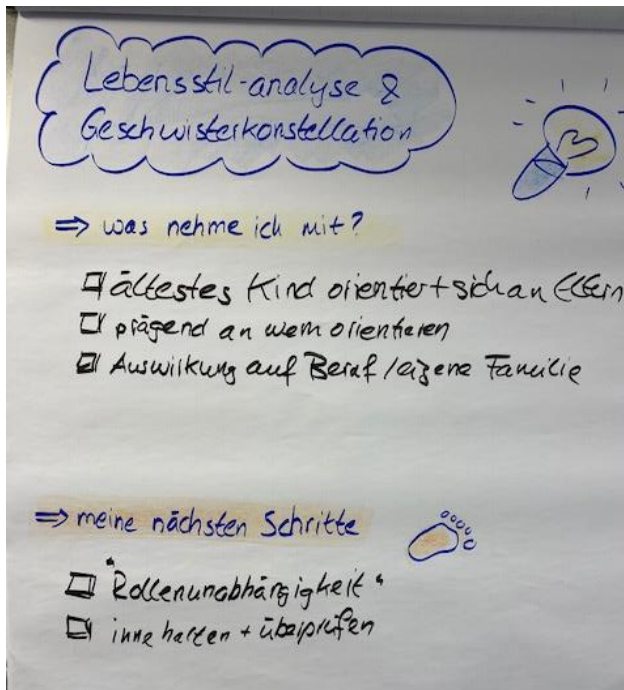 Lebensstil-analyse &
Geschwisterkonstellation
⇒ was nehme ich mit?
ältestes Kind orientiert sich an Eltern
prägend an wem orientieren
Auswirkung auf Beruf / eigene Familie
⇒ meine nächsten Schritte
"Rollenunabhängigkeit"
inne halten + überprüfen